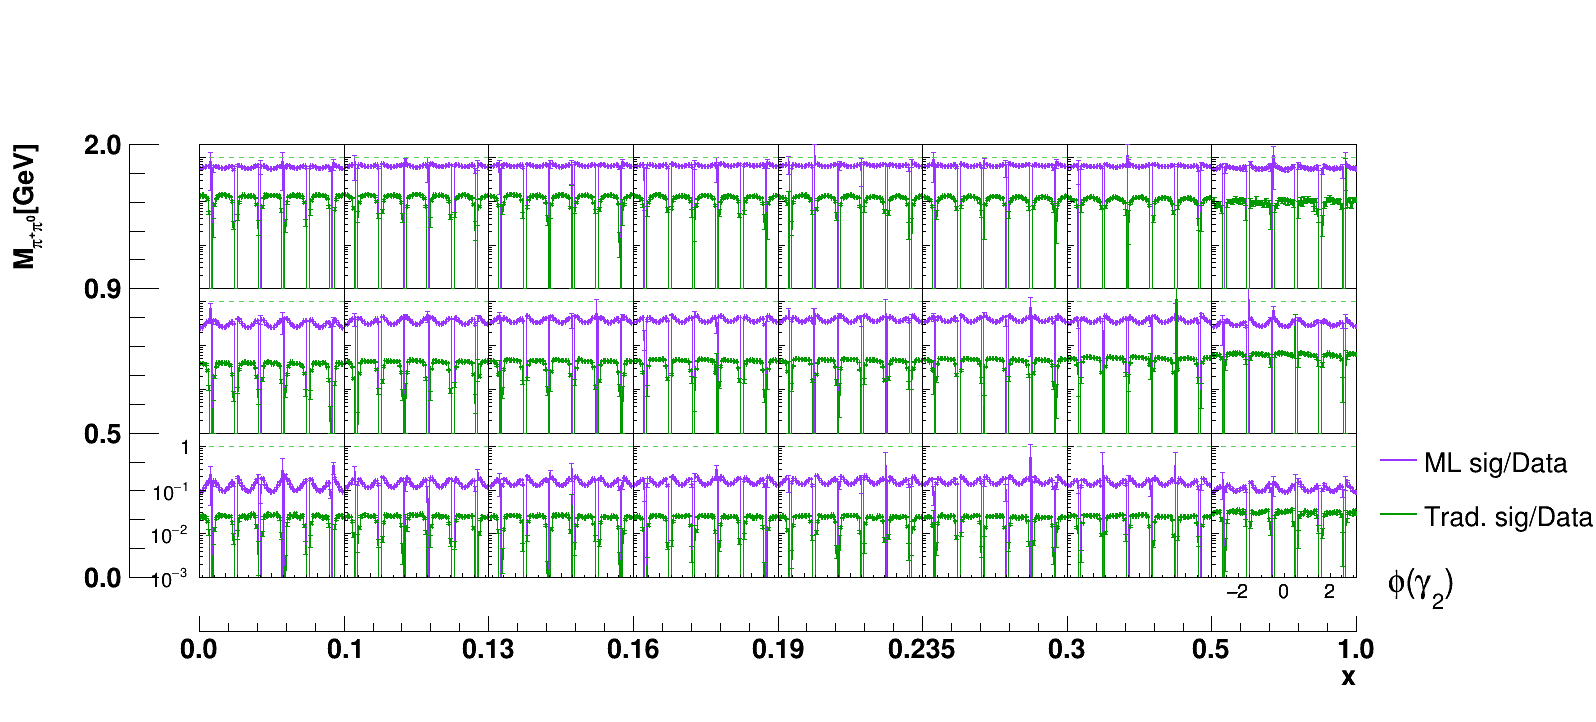 M π⁺π⁰ [GeV]
2.0
0.9
0.5
0.0
1
10⁻¹
10⁻²
10⁻³
ML sig/Data
Trad. sig/Data
−2 0 2
ϕ(γ₂)
0.0 0.1 0.13 0.16 0.19 0.235 0.3 0.5 1.0
x